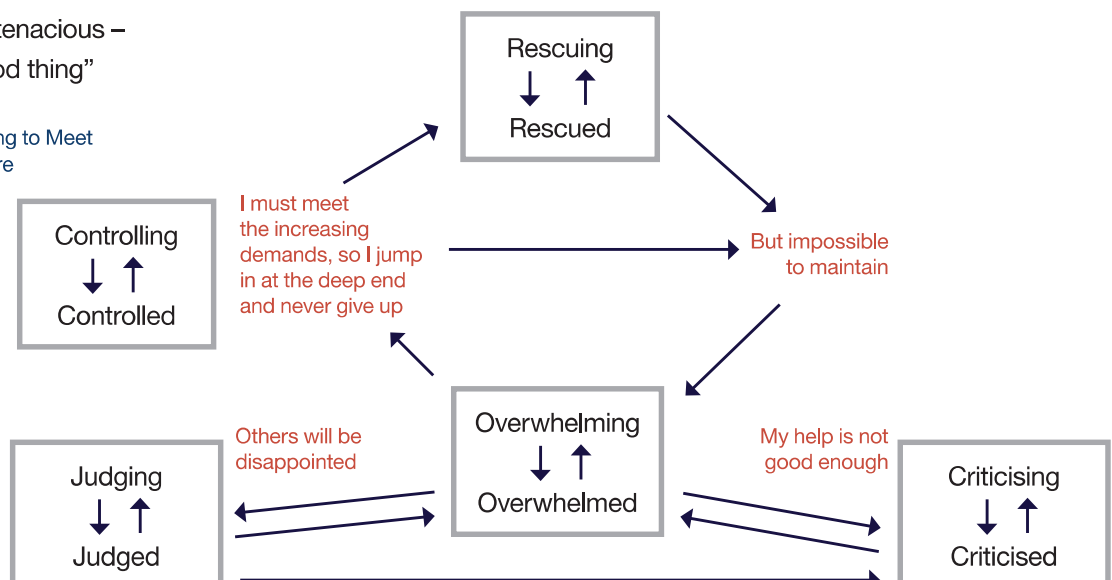 tenacious –
od thing”
ng to Meet
re
Rescuing
Rescued
Controlling
Controlled
I must meet
the increasing
demands, so I jump
in at the deep end
and never give up
But impossible
to maintain
Others will be
disappointed
Overwhelming
Overwhelmed
My help is not
good enough
Judging
Judged
Criticising
Criticised